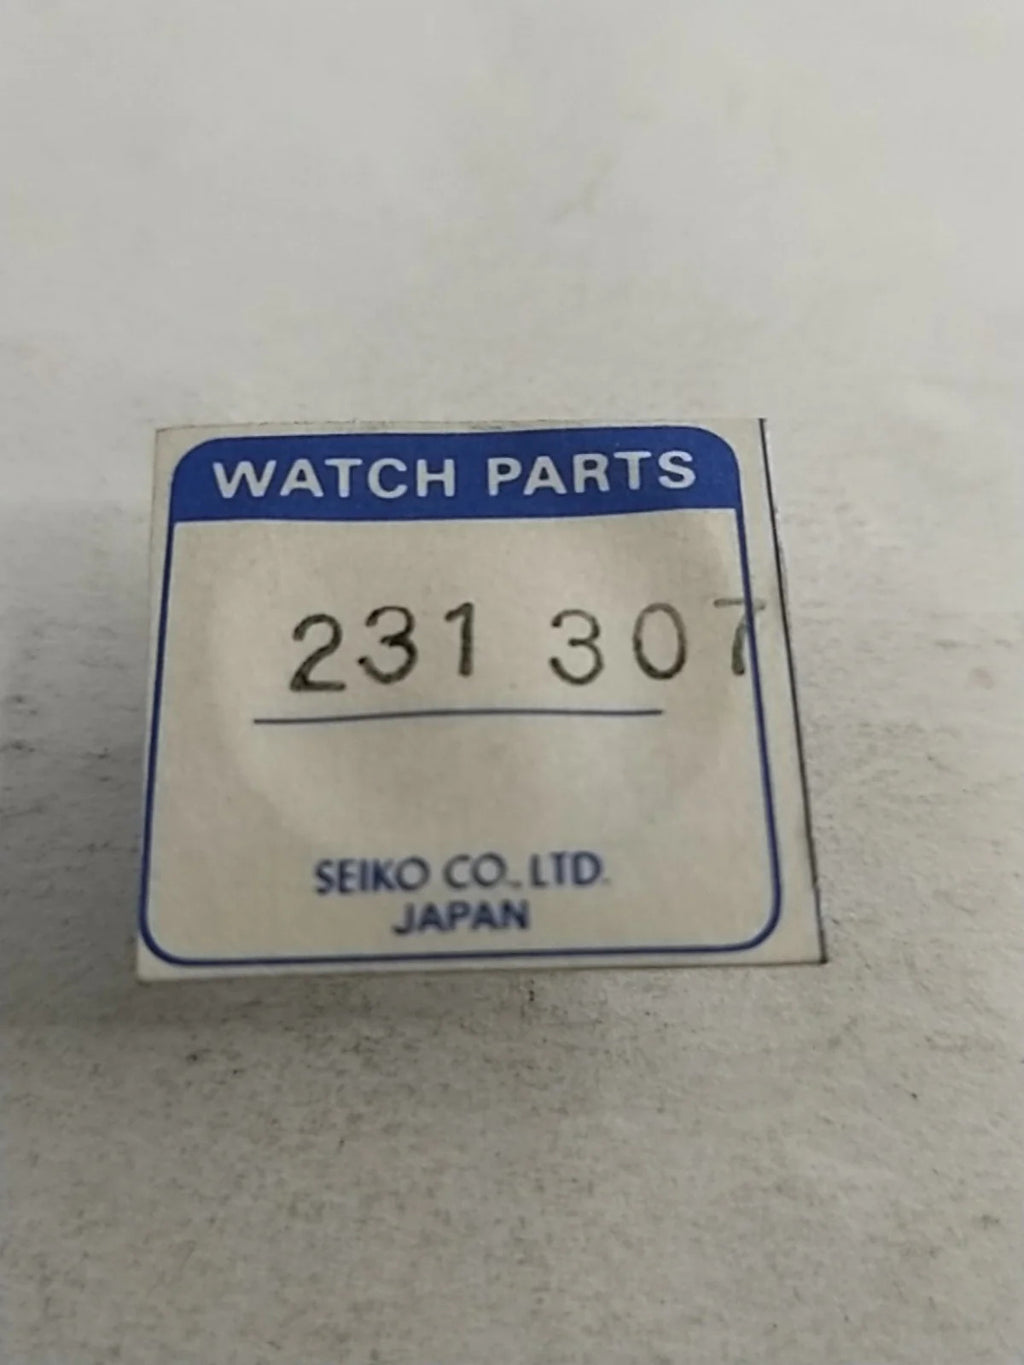 WATCH PARTS
231 307
SEIKO CO., LTD.
JAPAN